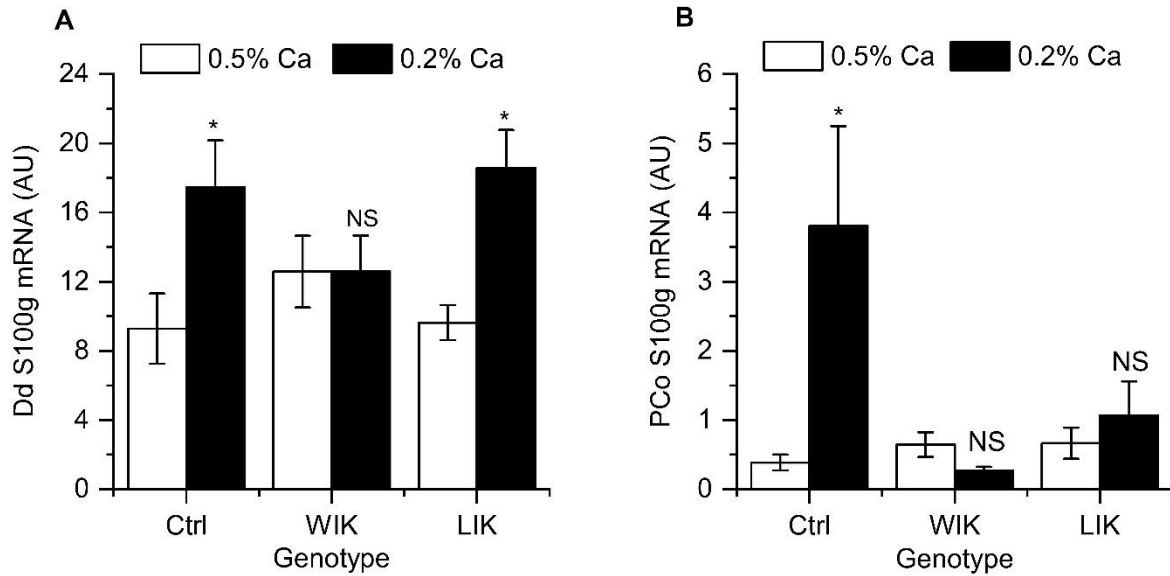 A
0.5% Ca 0.2% Ca
24
20
16
12
8
4
0
Dd S100g mRNA (AU)
*
NS
*
Ctrl WIK LIK
Genotype
B
0.5% Ca 0.2% Ca
6
5
4
3
2
1
0
PCo S100g mRNA (AU)
*
NS
NS
Ctrl WIK LIK
Genotype